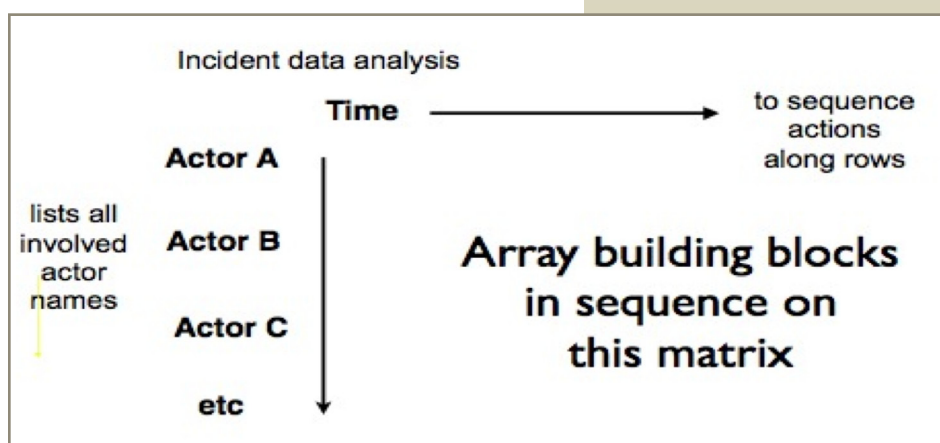 Incident data analysis
Time
to sequence
actions
along rows
Actor A
lists all
involved
actor
names
Actor B
Actor C
etc
Array building blocks
in sequence on
this matrix